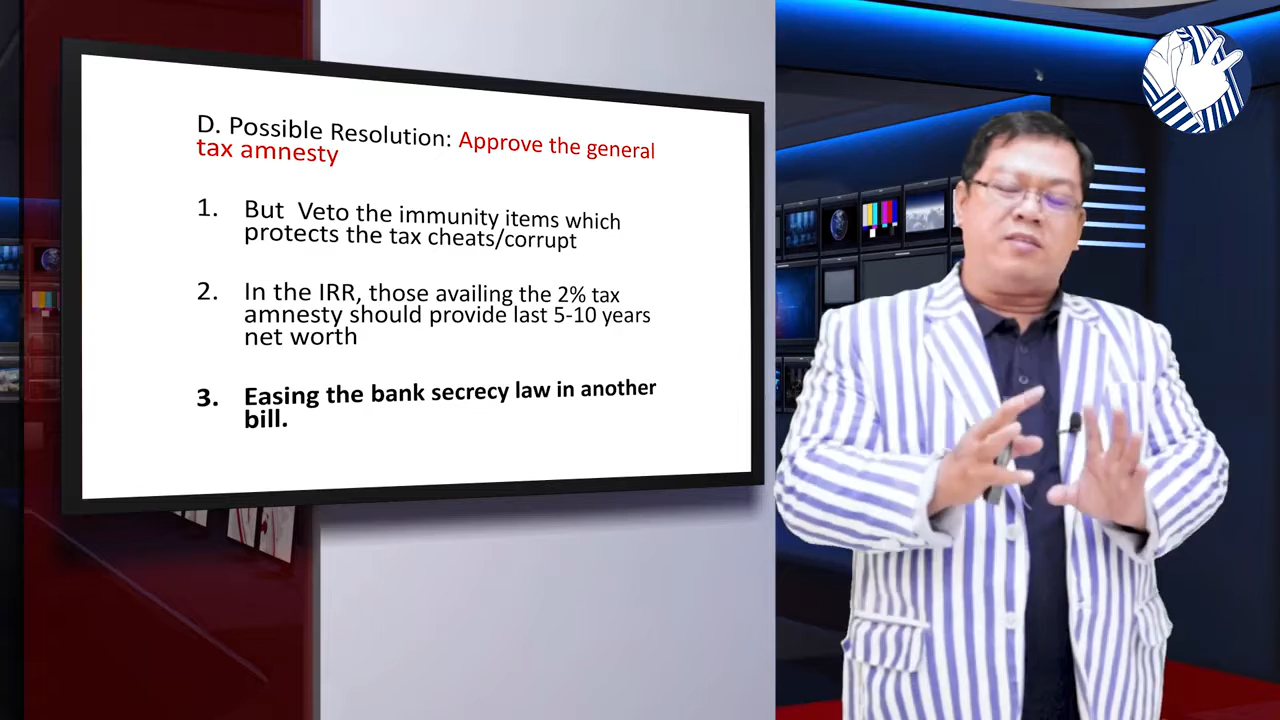 D. Possible Resolution: Approve the general
tax amnesty
1. But Veto the immunity items which
protects the tax cheats/corrupt
2. In the IRR, those availing the 2% tax
amnesty should provide last 5-10 years
net worth
3. Easing the bank secrecy law in another
bill.